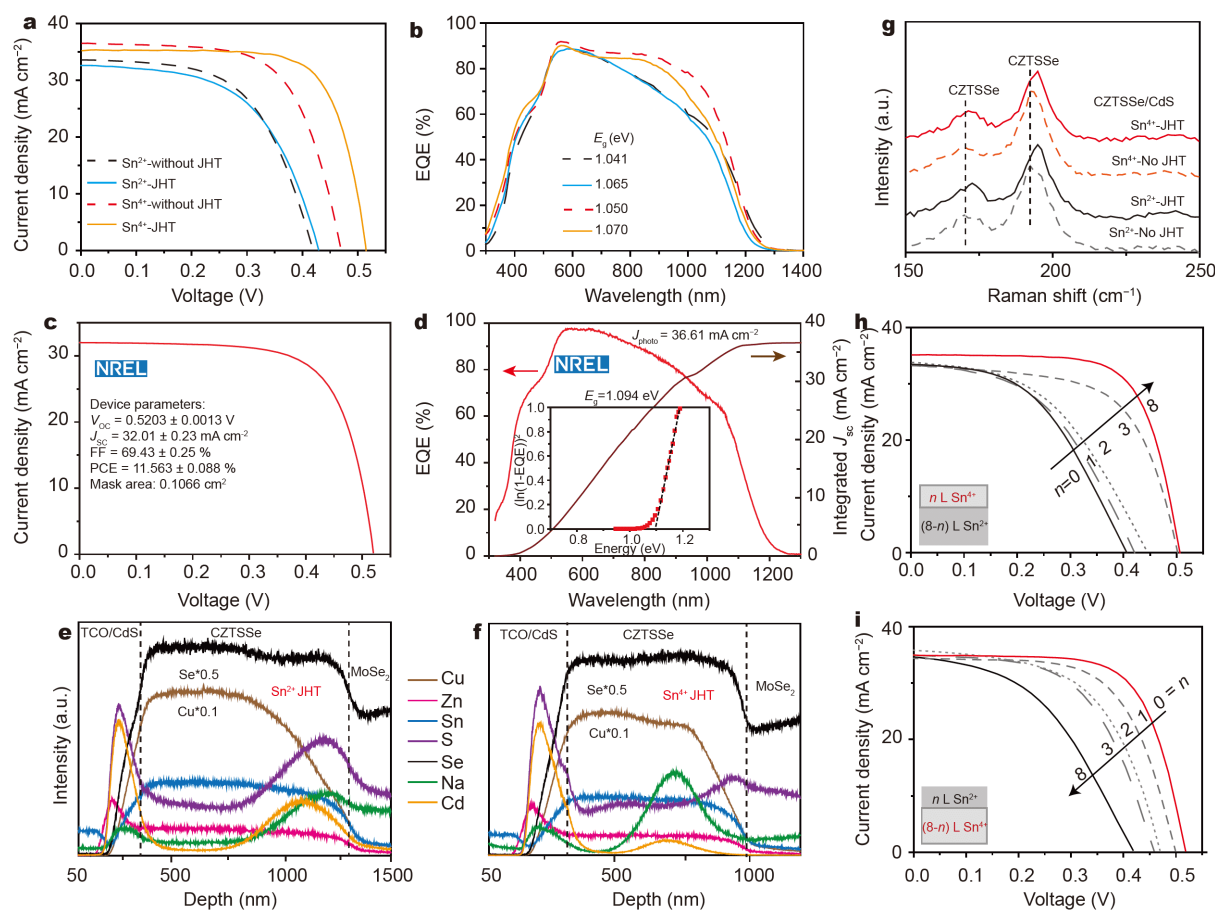 a
Current density (mA cm⁻²)
40
30
20
10
0
Sn²⁺-without JHT
Sn²⁺-JHT
Sn⁴⁺-without JHT
Sn⁴⁺-JHT
0.0 0.1 0.2 0.3 0.4 0.5
Voltage (V)
b
EQE (%)
100
80
60
40
20
0
E_g (eV)
1.041
1.065
1.050
1.070
400 600 800 1000 1200 1400
Wavelength (nm)
g
Intensity (a.u.)
CZTSSe
CZTSSe
CZTSSe/CdS
Sn⁴⁺-JHT
Sn⁴⁺-No JHT
Sn²⁺-JHT
Sn²⁺-No JHT
150 200 250
Raman shift (cm⁻¹)
c
Current density (mA cm⁻²)
40
30
20
10
0
NREL
Device parameters:
V_OC = 0.5203 ± 0.0013 V
J_SC = 32.01 ± 0.23 mA cm⁻²
FF = 69.43 ± 0.25 %
PCE = 11.563 ± 0.088 %
Mask area: 0.1066 cm²
0.0 0.1 0.2 0.3 0.4 0.5
Voltage (V)
d
EQE (%)
100
80
60
40
20
0
J_photo = 36.61 mA cm⁻²
NREL
E_g=1.094 eV
(ln(1-EQE))²
1.0
0.8
0.6
0.4
0.2
0.0
0.8 1.0 1.2
Energy (eV)
40
30
20
10
0
Integrated J_sc (mA cm⁻²)
400 600 800 1000 1200
Wavelength (nm)
h
Current density (mA cm⁻²)
40
20
0
n=0 1 2 3 8
n L Sn⁴⁺
(8-n) L Sn²⁺
0.0 0.1 0.2 0.3 0.4 0.5
Voltage (V)
e
Intensity (a.u.)
TCO/CdS
CZTSSe
MoSe₂
Se*0.5
Sn²⁺ JHT
Cu*0.1
50 500 1000 1500
Depth (nm)
Cu
Zn
Sn
S
Se
Na
Cd
f
TCO/CdS
CZTSSe
MoSe₂
Se*0.5
Sn⁴⁺ JHT
Cu*0.1
50 500 1000
Depth (nm)
i
Current density (mA cm⁻²)
40
20
0
8 3 2 1 0 = n
n L Sn²⁺
(8-n) L Sn⁴⁺
0.0 0.1 0.2 0.3 0.4 0.5
Voltage (V)